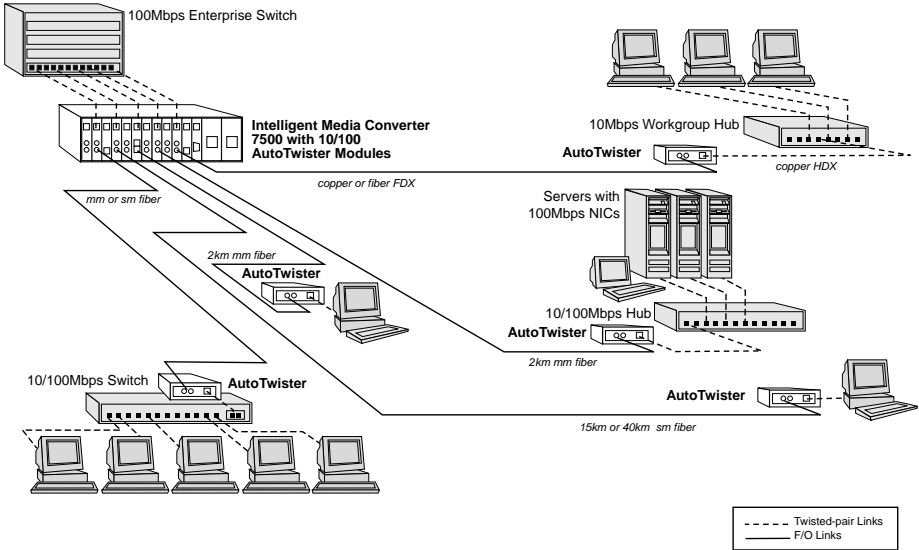 100Mbps Enterprise Switch
Intelligent Media Converter
7500 with 10/100
AutoTwister Modules
10Mbps Workgroup Hub
AutoTwister
copper or fiber FDX
copper HDX
mm or sm fiber
Servers with
100Mbps NICs
2km mm fiber
AutoTwister
10/100Mbps Hub
AutoTwister
2km mm fiber
10/100Mbps Switch
AutoTwister
AutoTwister
15km or 40km sm fiber
Twisted-pair Links
F/O Links